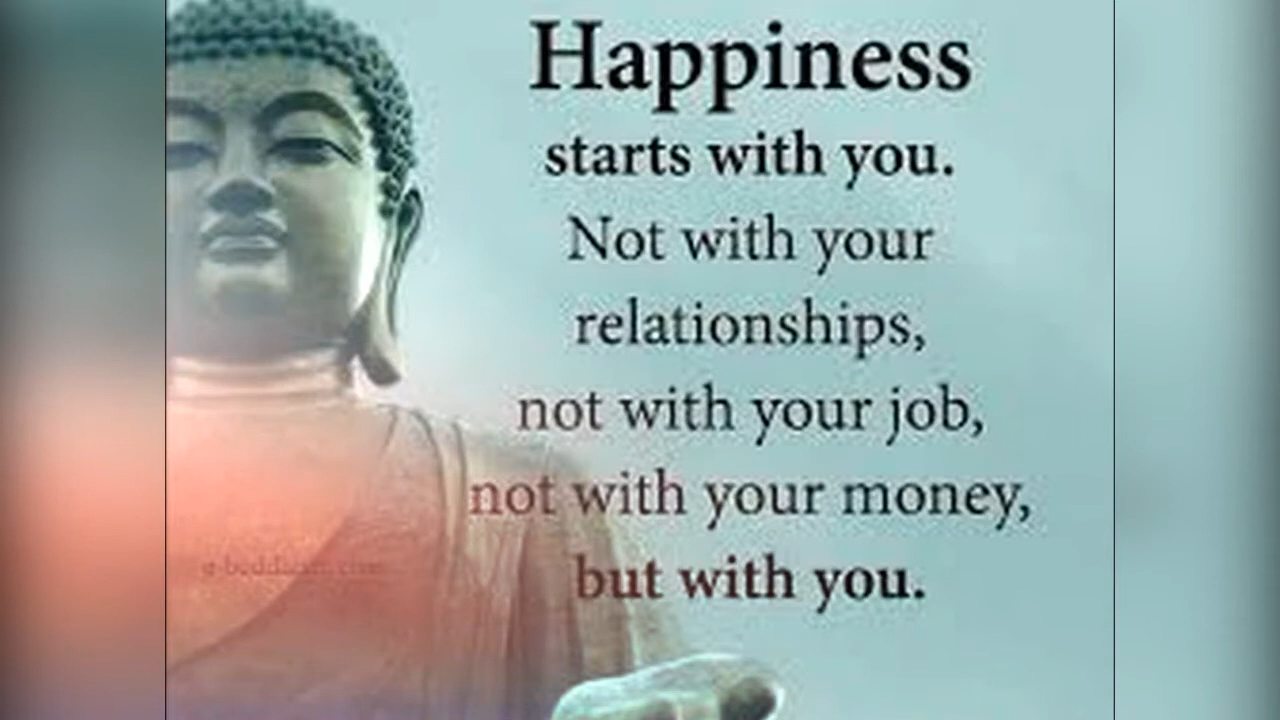 Happiness
starts with you.
Not with your
relationships,
not with your job,
not with your money,
but with you.